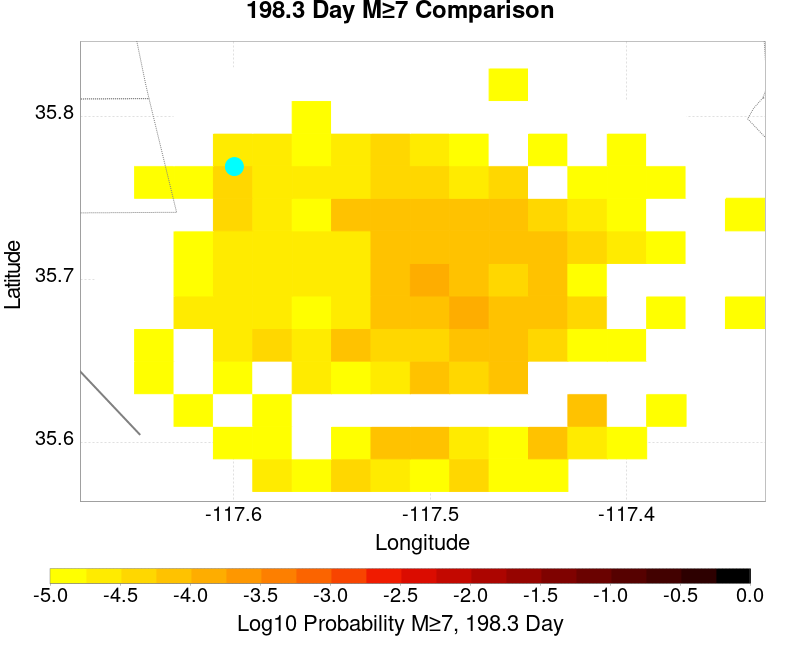 198.3 Day M≥7 Comparison
35.8
35.7
35.6
Latitude
-117.6 -117.5 -117.4
Longitude
-5.0 -4.5 -4.0 -3.5 -3.0 -2.5 -2.0 -1.5 -1.0 -0.5 0.0
Log10 Probability M≥7, 198.3 Day